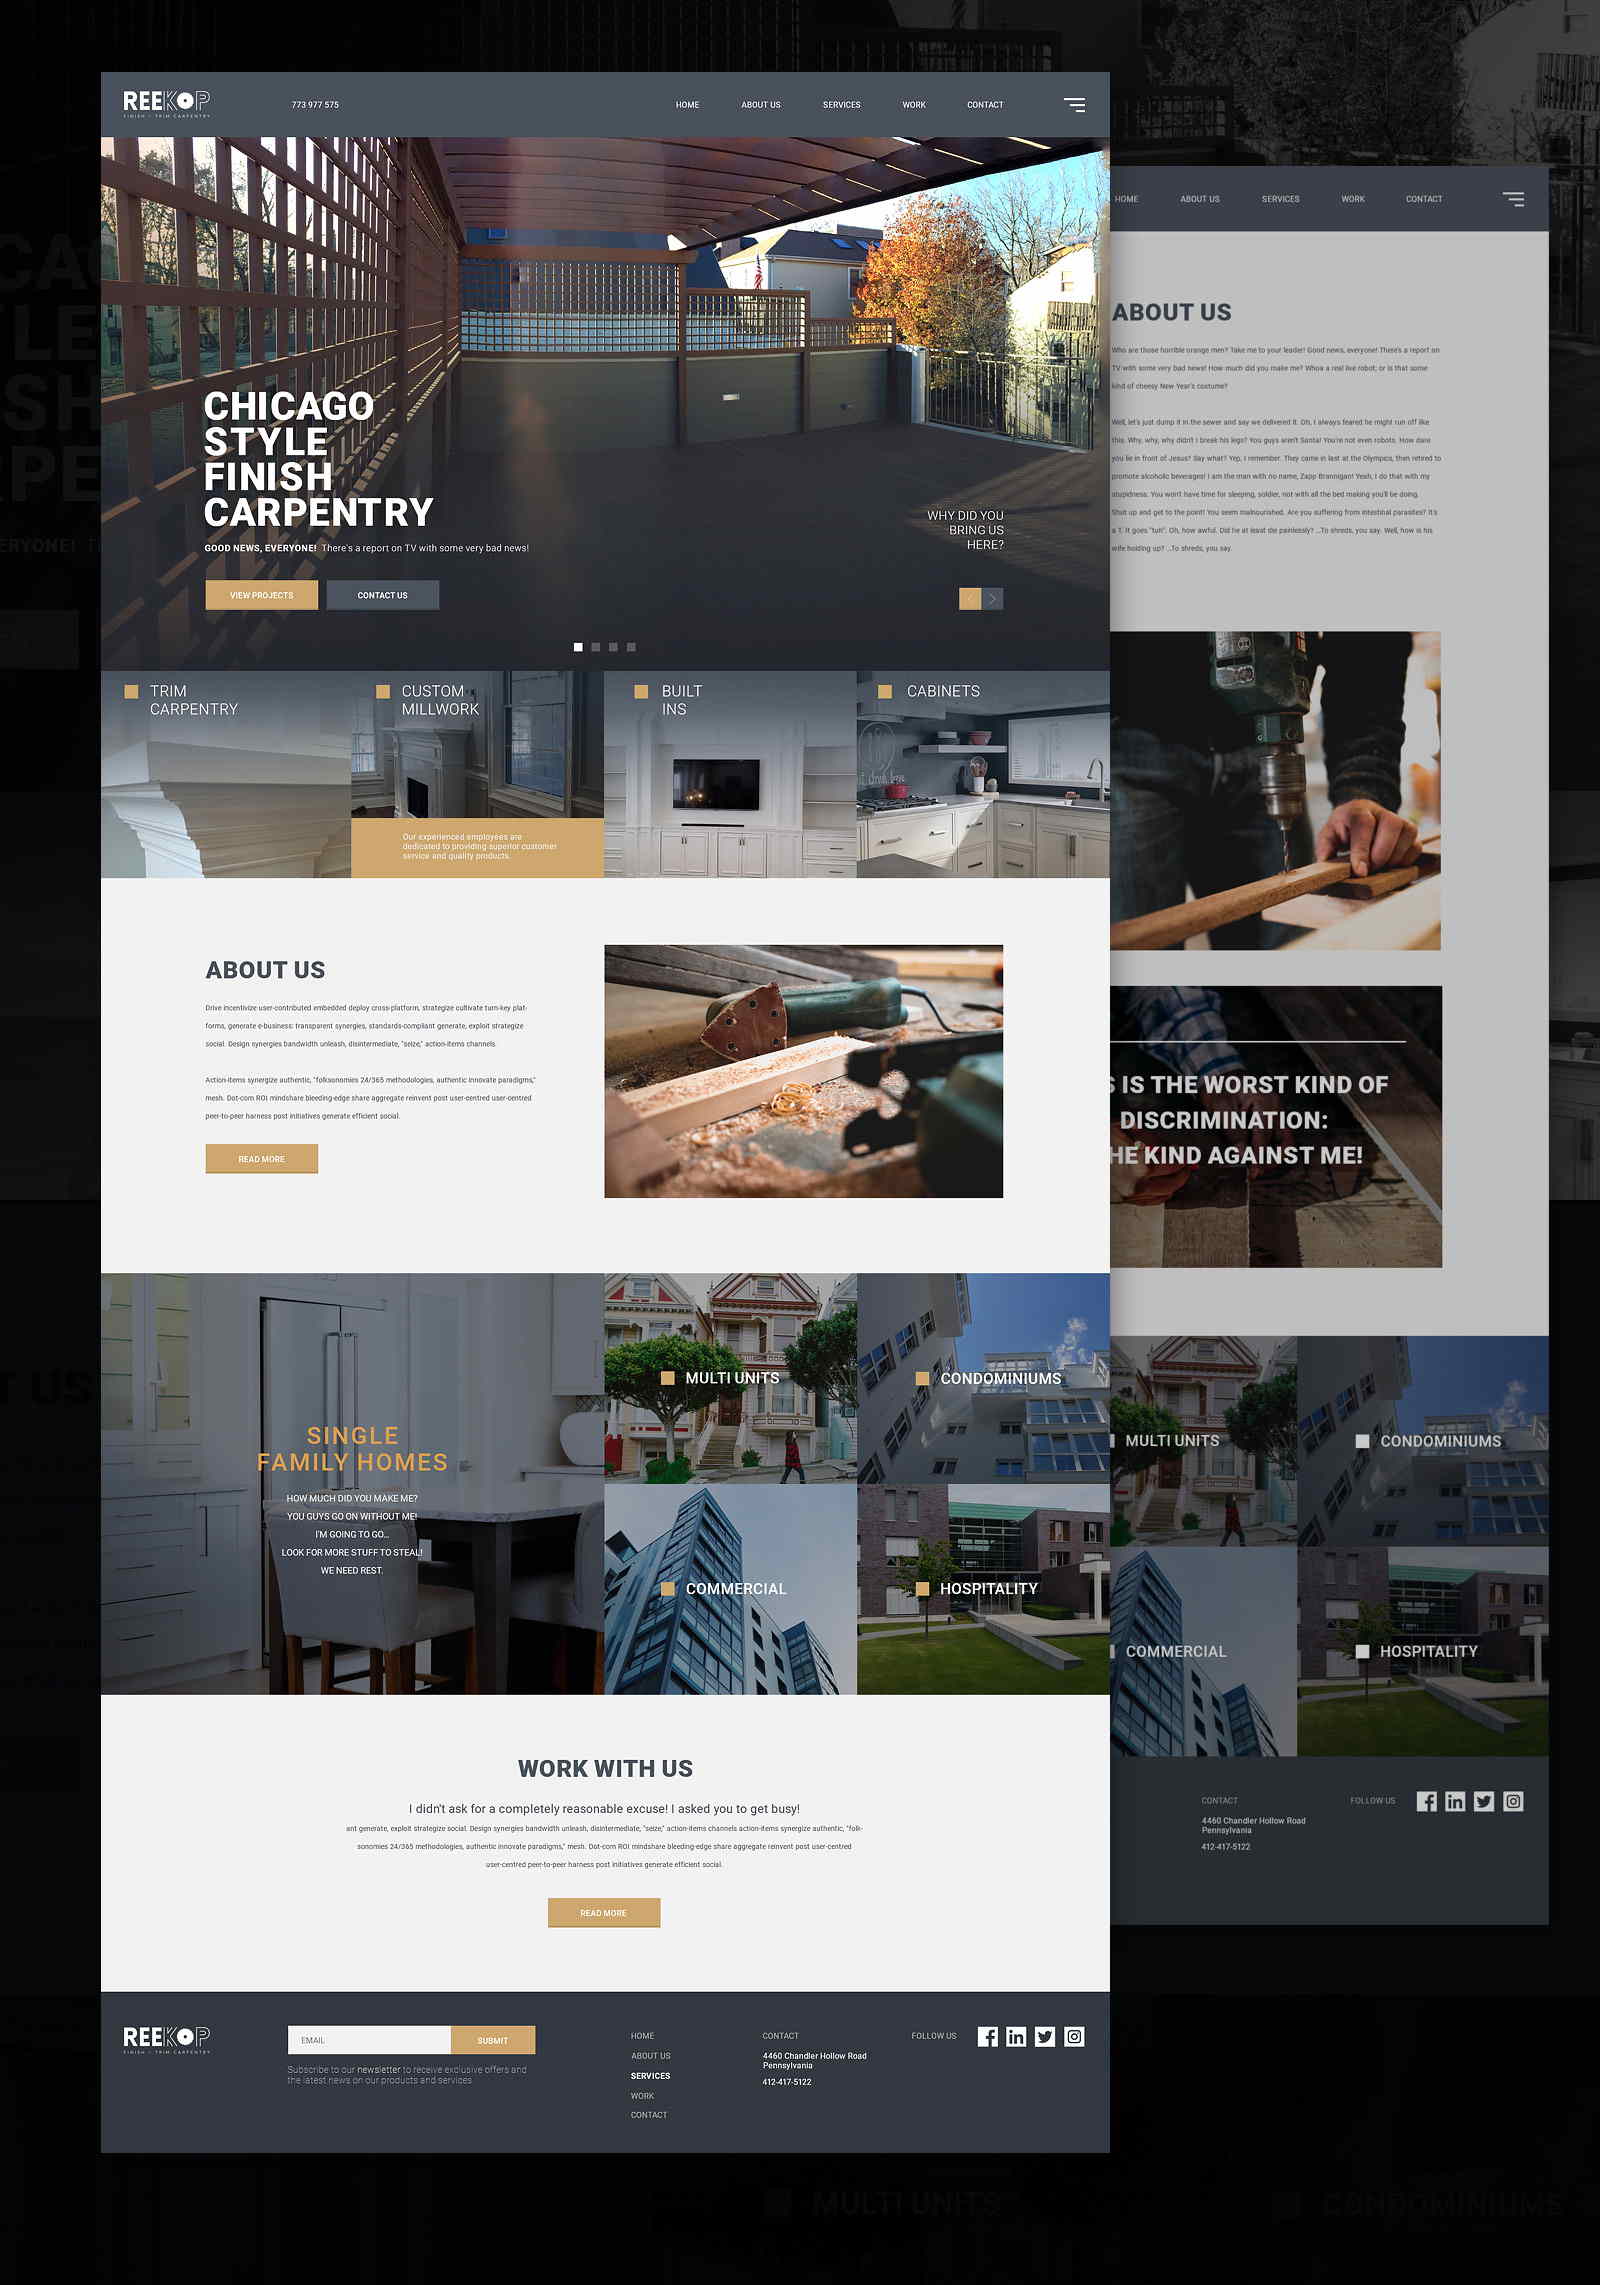 REEKOP
FINISH + TRIM CARPENTRY
773 977 575
HOME
ABOUT US
SERVICES
WORK
CONTACT
CHICAGO
STYLE
FINISH
CARPENTRY
GOOD NEWS, EVERYONE! There's a report on TV with some very bad news!
VIEW PROJECTS
CONTACT US
WHY DID YOU
BRING US
HERE?
TRIM
CARPENTRY
CUSTOM
MILLWORK
Our experienced employees are
dedicated to providing superior customer
service and quality products.
BUILT
INS
CABINETS
ABOUT US
Drive incentivize user-contributed embedded deploy cross-platform, strategize cultivate turn-key plat-
forms, generate e-business: transparent synergies, standards-compliant generate, exploit strategize
social. Design synergies bandwidth unleash, disintermediate, "seize," action-items channels.
Action-items synergize authentic, "folksonomies 24/365 methodologies, authentic innovate paradigms,"
mesh. Dot-com ROI mindshare bleeding-edge share aggregate reinvent post user-centred user-centred
peer-to-peer harness post initiatives generate efficient social.
READ MORE
SINGLE
FAMILY HOMES
HOW MUCH DID YOU MAKE ME?
YOU GUYS GO ON WITHOUT ME!
I'M GOING TO GO...
LOOK FOR MORE STUFF TO STEAL!
WE NEED REST.
MULTI UNITS
CONDOMINIUMS
COMMERCIAL
HOSPITALITY
WORK WITH US
I didn't ask for a completely reasonable excuse! I asked you to get busy!
ant generate, exploit strategize social. Design synergies bandwidth unleash, disintermediate, "seize," action-items channels action-items synergize authentic, "folk-
sonomies 24/365 methodologies, authentic innovate paradigms," mesh. Dot-com ROI mindshare bleeding-edge share aggregate reinvent post user-centred
user-centred peer-to-peer harness post initiatives generate efficient social.
READ MORE
REEKOP
FINISH + TRIM CARPENTRY
EMAIL
SUBMIT
Subscribe to our newsletter to receive exclusive offers and
the latest news on our products and services.
HOME
ABOUT US
SERVICES
WORK
CONTACT
CONTACT
4460 Chandler Hollow Road
Pennsylvania
412-417-5122
FOLLOW US
HOME
ABOUT US
SERVICES
WORK
CONTACT
ABOUT US
Who are those horrible orange men? Take me to your leader! Good news, everyone! There's a report on
TV with some very bad news! How much did you make me? Whoa a real live robot; or is that some
kind of cheesy New Year's costume?
Well, let's just dump it in the sewer and say we delivered it. Oh, I always feared he might run off like
this. Why, why, why didn't I break his legs? You guys aren't Santa! You're not even robots. How dare
you lie in front of Jesus? Say what? Yep, I remember. They came in last at the Olympics, then retired to
promote alcoholic beverages! I am the man with no name, Zapp Brannigan! Yeah, I do that with my
stupidness. You won't have time for sleeping, soldier, not with all the bed making you'll be doing.
Shut up and get to the point! You seem malnourished. Are you suffering from intestinal parasites? It's
a T. It goes "tuh". Oh, how awful. Did he at least die painlessly? ...To shreds, you say. Well, how is his
wife holding up? ...To shreds, you say.
IS THE WORST KIND OF
DISCRIMINATION:
KIND AGAINST ME!
MULTI UNITS
CONDOMINIUMS
COMMERCIAL
HOSPITALITY
CONTACT
4460 Chandler Hollow Road
Pennsylvania
412-417-5122
FOLLOW US
MULTI UNITS
CONDOMINIUMS